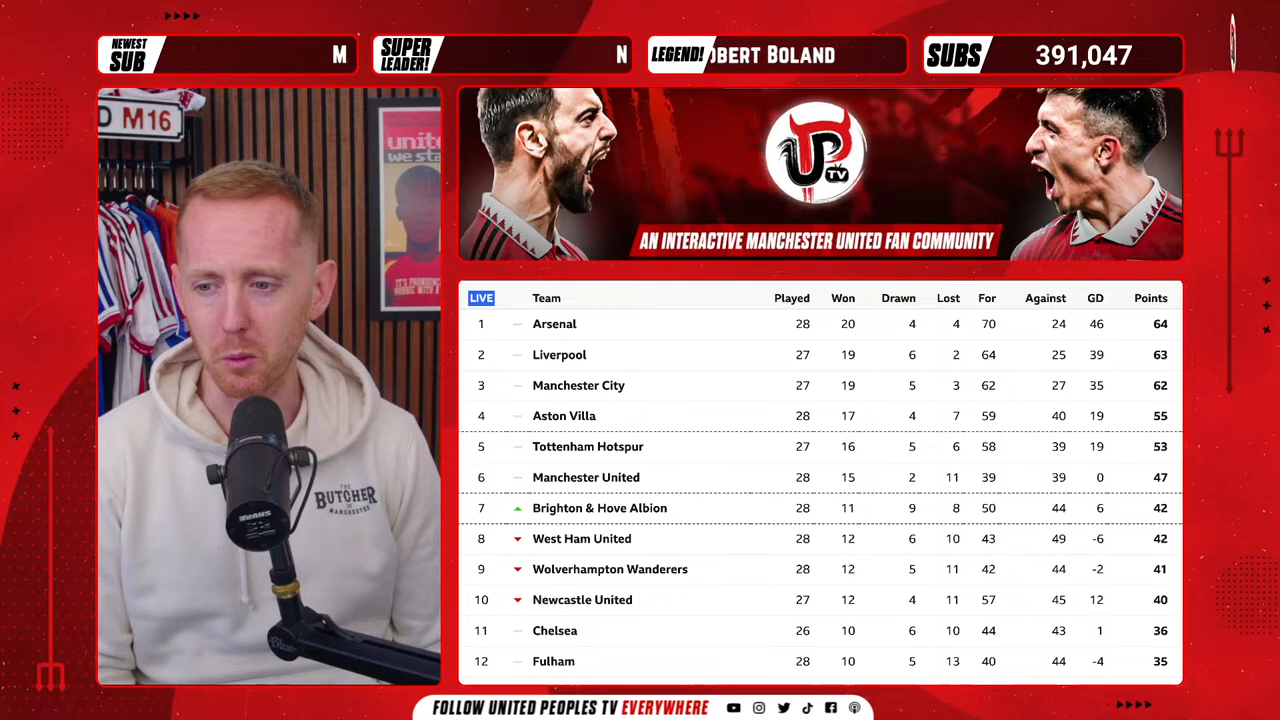 NEWEST
SUB
M
SUPER
LEADER!
N
LEGEND!
OBERT BOLAND
SUBS
391,047
D M16
unite
we sta
UP
TV
AN INTERACTIVE MANCHESTER UNITED FAN COMMUNITY
THE
BUTCHER
OF
MANCHESTER
LIVE Team Played Won Drawn Lost For Against GD Points
1 Arsenal 28 20 4 4 70 24 46 64
2 Liverpool 27 19 6 2 64 25 39 63
3 Manchester City 27 19 5 3 62 27 35 62
4 Aston Villa 28 17 4 7 59 40 19 55
5 Tottenham Hotspur 27 16 5 6 58 39 19 53
6 Manchester United 28 15 2 11 39 39 0 47
7 Brighton & Hove Albion 28 11 9 8 50 44 6 42
8 West Ham United 28 12 6 10 43 49 -6 42
9 Wolverhampton Wanderers 28 12 5 11 42 44 -2 41
10 Newcastle United 27 12 4 11 57 45 12 40
11 Chelsea 26 10 6 10 44 43 1 36
12 Fulham 28 10 5 13 40 44 -4 35
FOLLOW UNITED PEOPLES TV EVERYWHERE